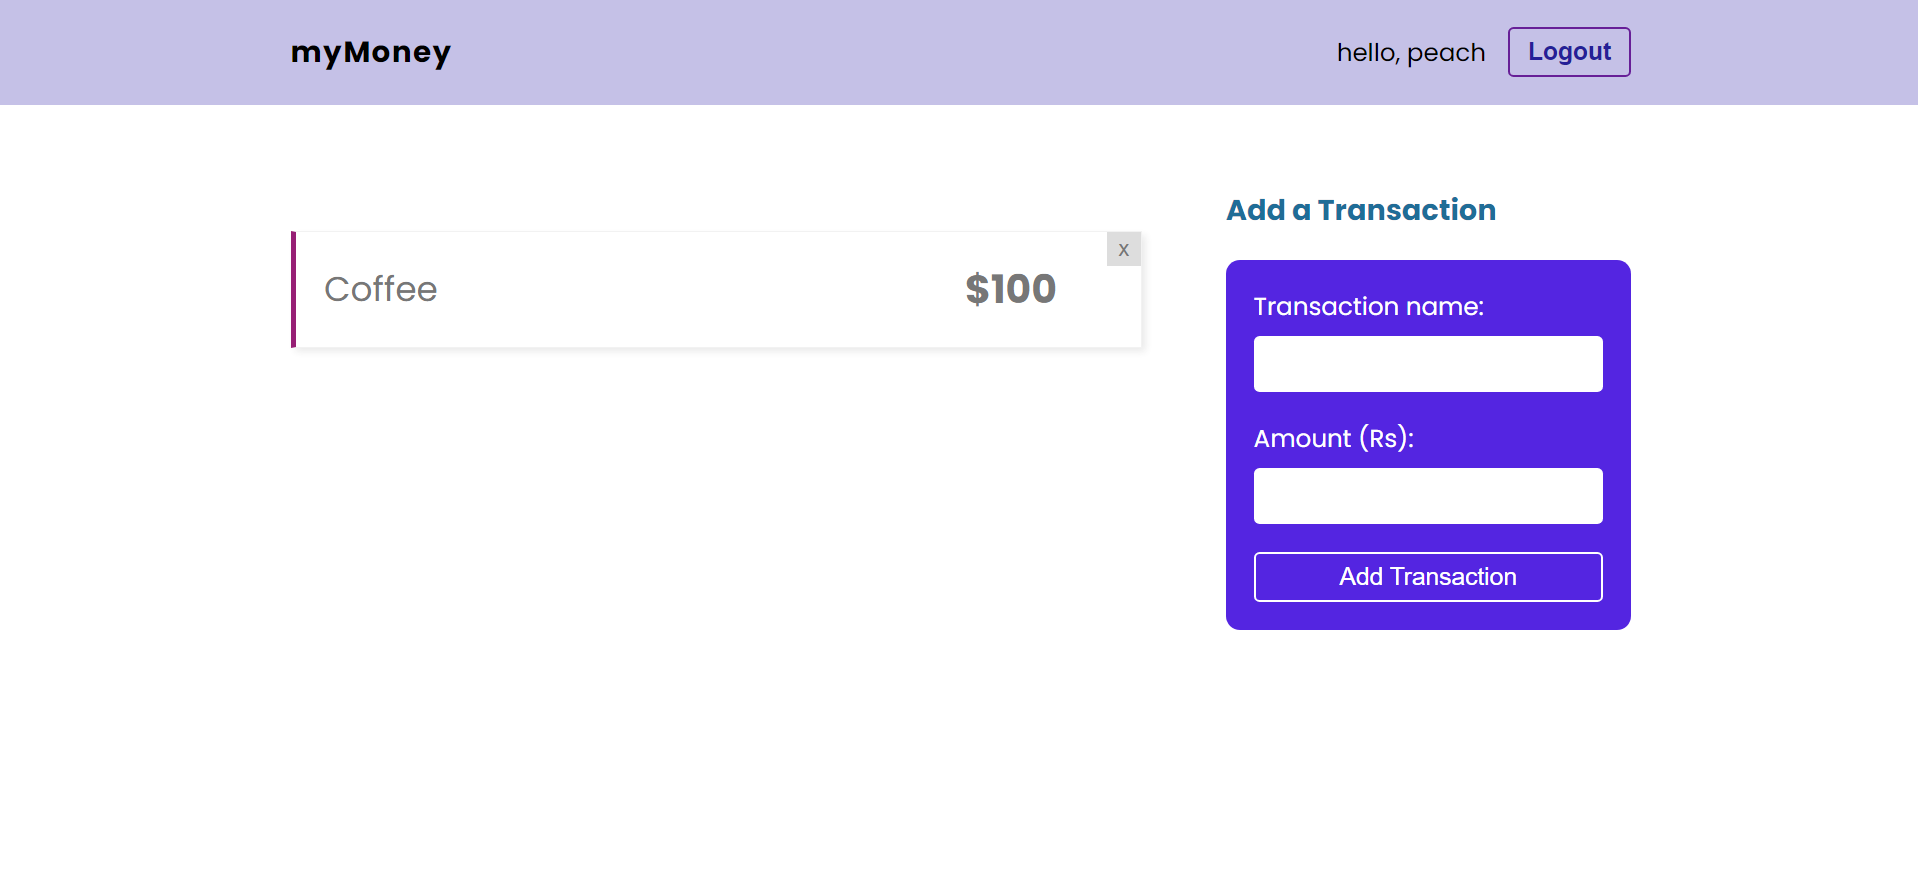 myMoney
hello, peach
Logout
Coffee
$100
x
Add a Transaction
Transaction name:
Amount (Rs):
Add Transaction